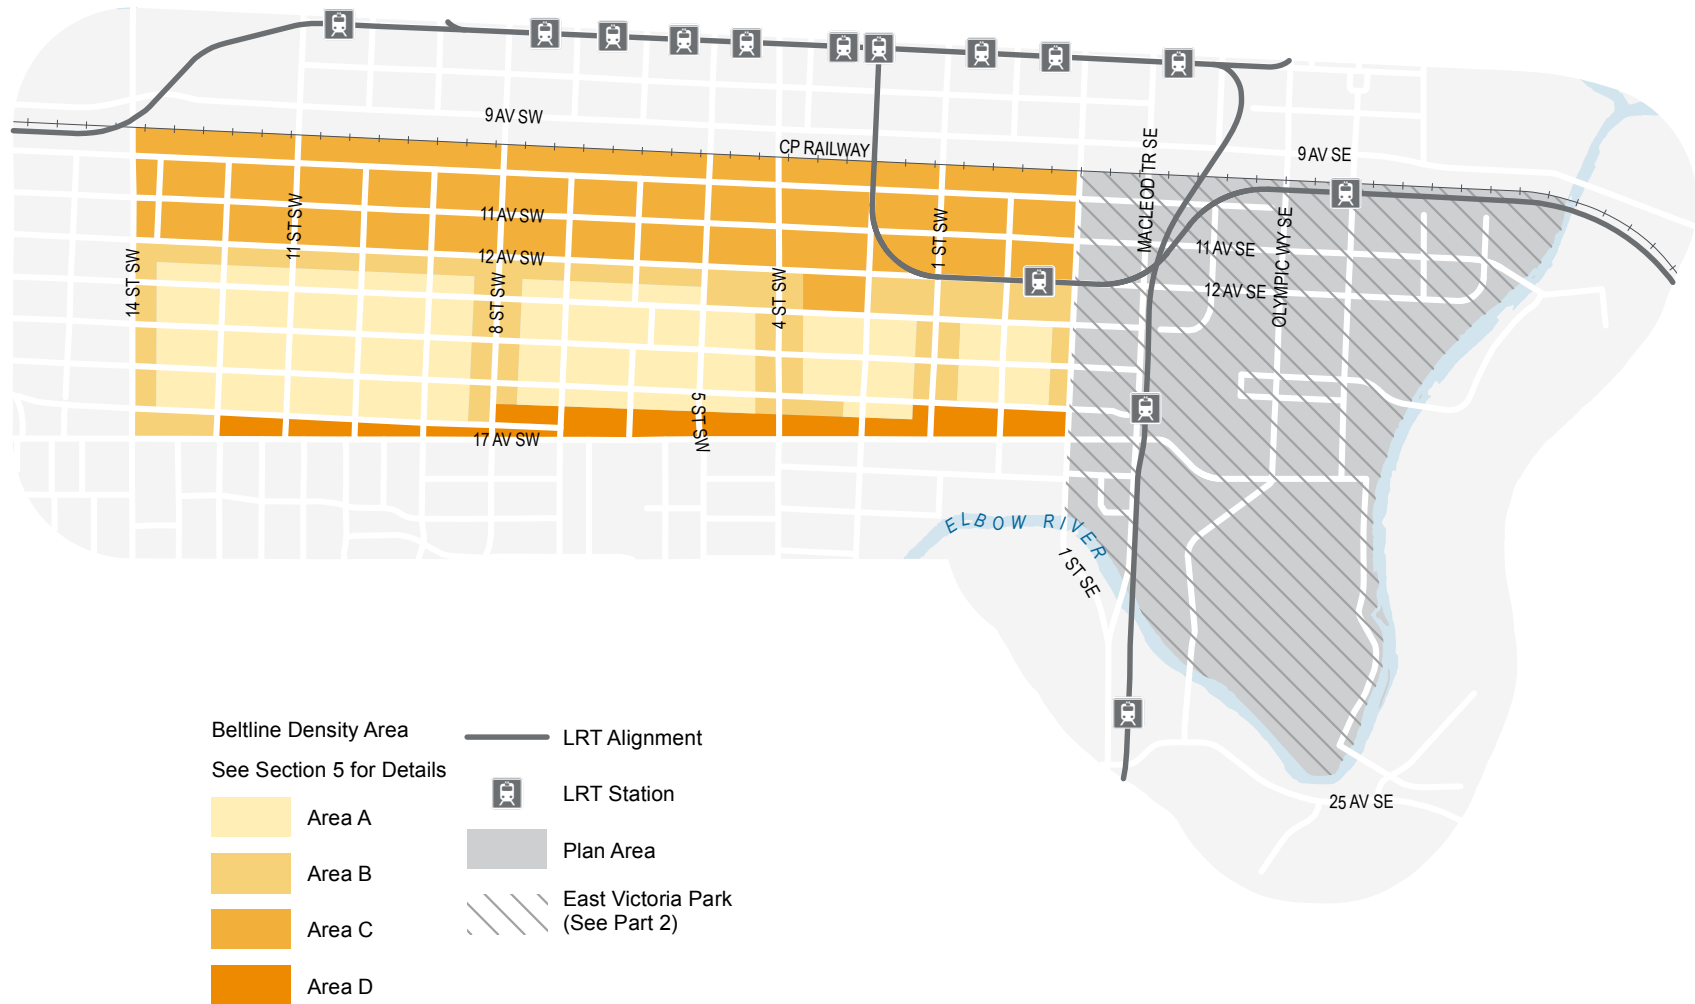 9 AV SW
CP RAILWAY
MACLEOD TR SE
9 AV SE
11 ST SW
11 AV SW
1 ST SW
OLYMPIC WY SE
11 AV SE
12 AV SW
14 ST SW
8 ST SW
4 ST SW
12 AV SE
5 ST SW
17 AV SW
ELBOW RIVER
1 ST SE
25 AV SE
Beltline Density Area
See Section 5 for Details
Area A
Area B
Area C
Area D
LRT Alignment
LRT Station
Plan Area
East Victoria Park
(See Part 2)